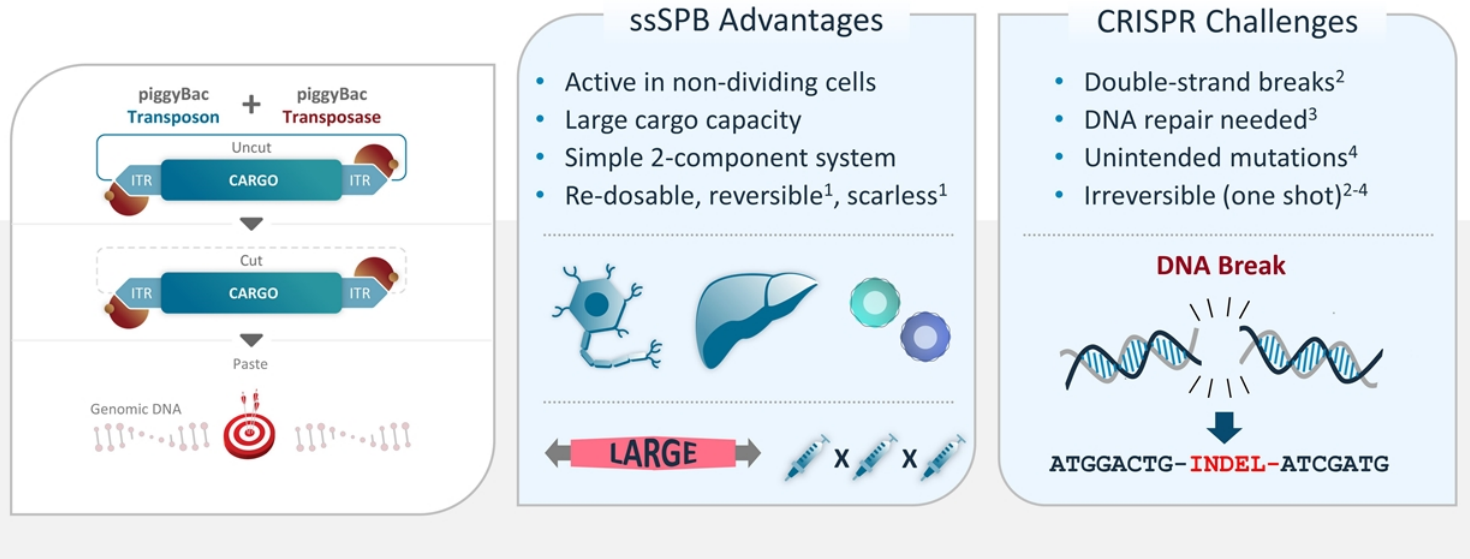 piggyBac
Transposon
+
piggyBac
Transposase
Uncut
ITR
CARGO
ITR
Cut
ITR
CARGO
ITR
Paste
Genomic DNA
ssSPB Advantages
• Active in non-dividing cells
• Large cargo capacity
• Simple 2-component system
• Re-dosable, reversible¹, scarless¹
LARGE
X X
CRISPR Challenges
• Double-strand breaks²
• DNA repair needed³
• Unintended mutations⁴
• Irreversible (one shot)²⁻⁴
DNA Break
ATGGACTG-INDEL-ATCGATG